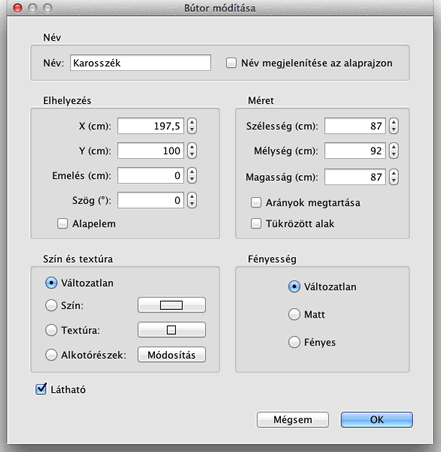 Bútor módítása
Név
Név: Karosszék Név megjelenítése az alaprajzon
Elhelyezés
X (cm): 197,5
Y (cm): 100
Emelés (cm): 0
Szög (°): 0
Alapelem
Méret
Szélesség (cm): 87
Mélység (cm): 92
Magasság (cm): 87
Arányok megtartása
Tükrözött alak
Szín és textúra
Változatlan
Szín:
Textúra:
Alkotórészek: Módosítás
Fényesség
Változatlan
Matt
Fényes
Látható
Mégsem OK